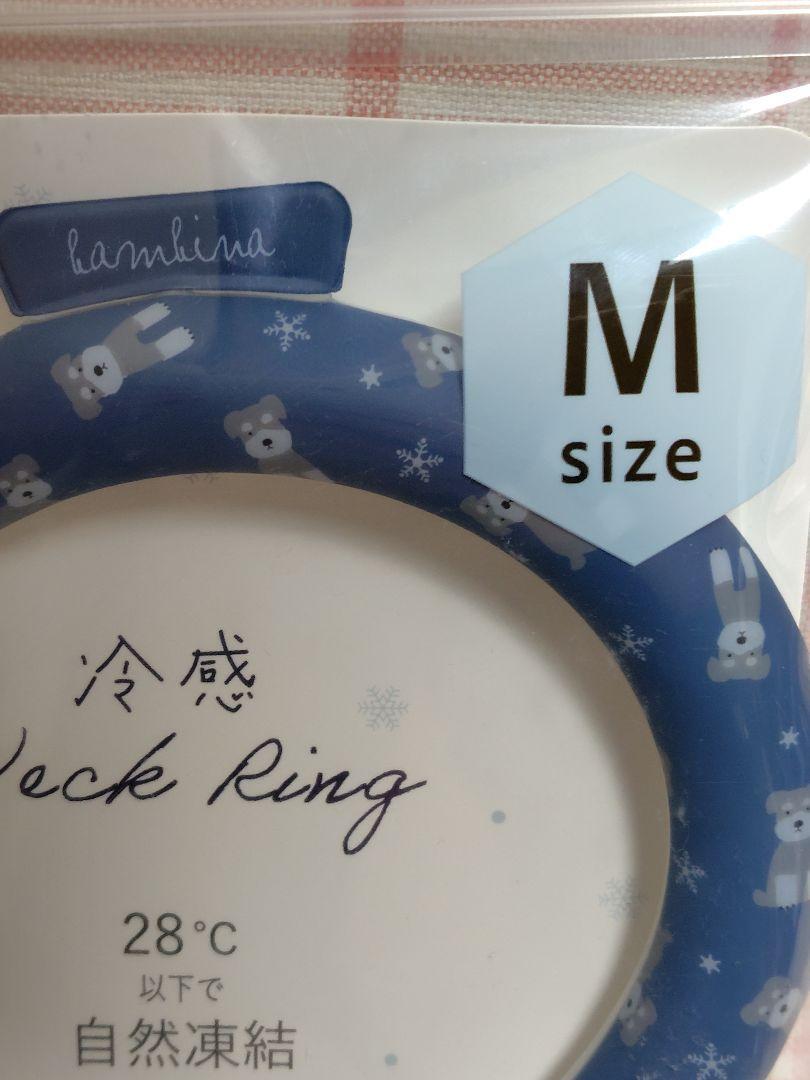 bambina
M
size
冷感
Neck Ring
28℃
以下で
自然凍結